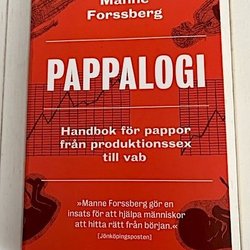 Manne
Forssberg
PAPPALOGI
Handbok för pappor
från produktionssex
till vab
»Manne Forssberg gör en
insats för att hjälpa människor
att hitta rätt från början.«
[Jönköpingsposten]